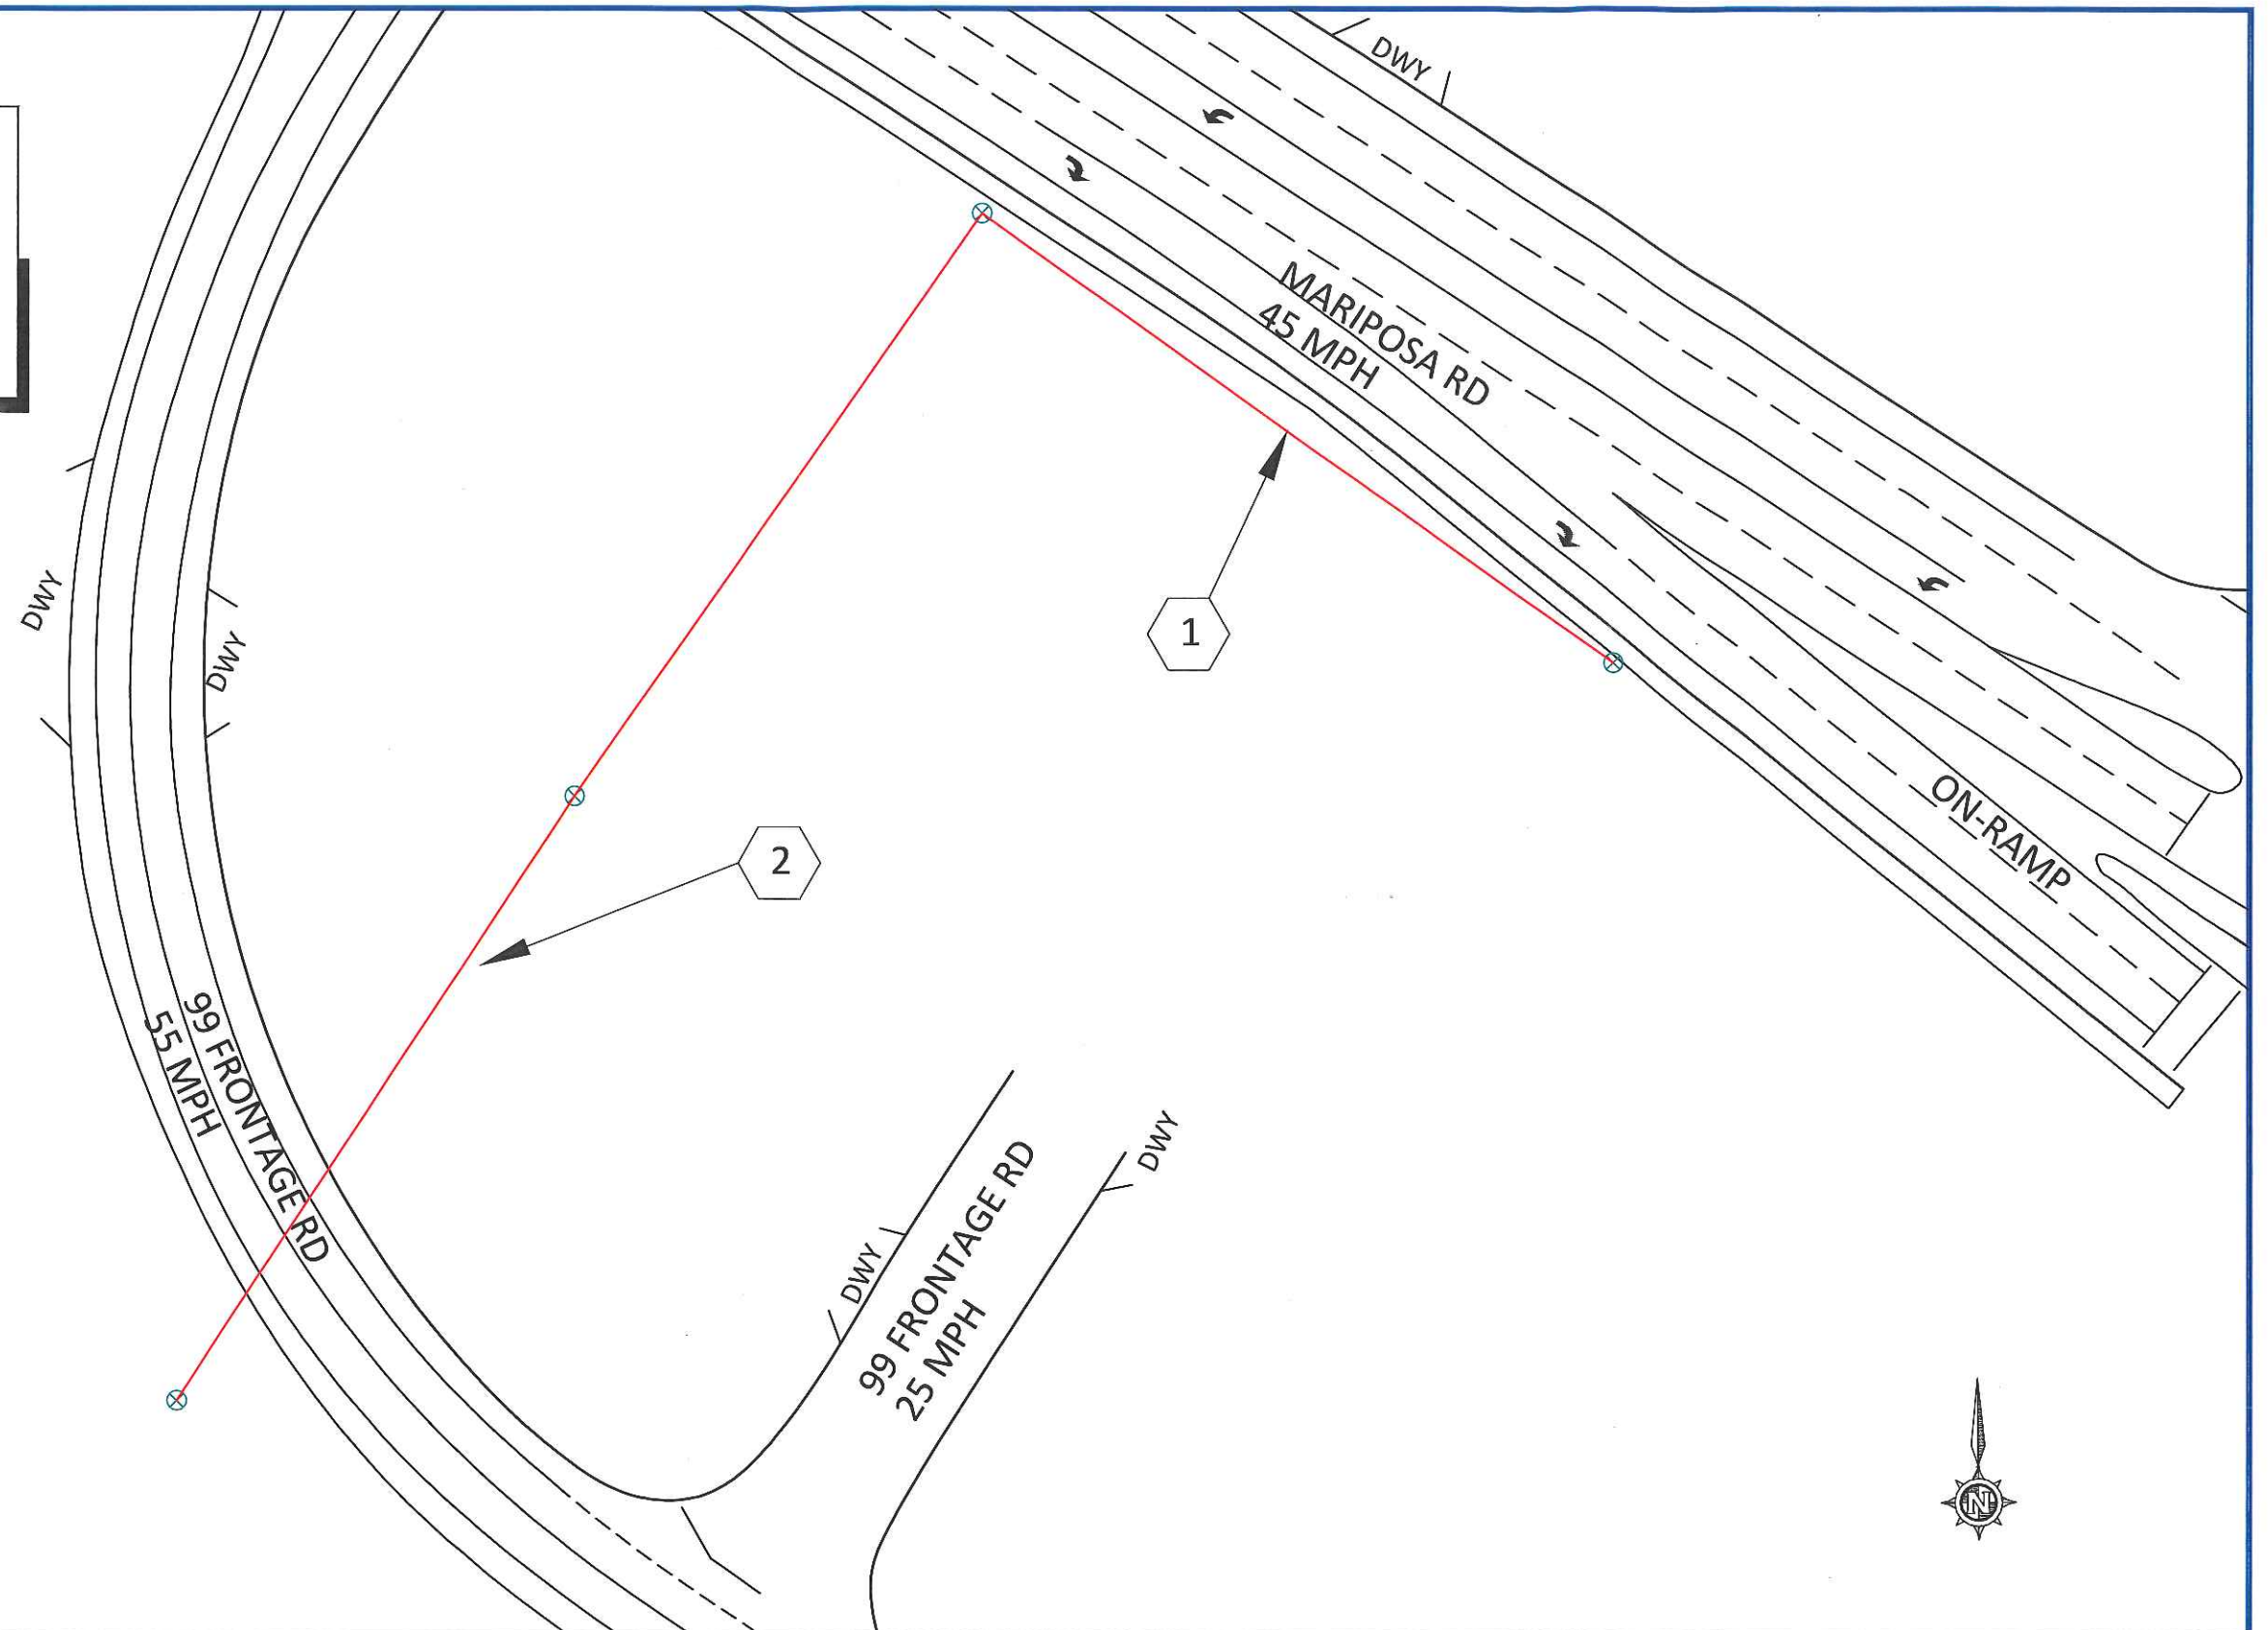 DWY
MARIPOSA RD
45 MPH
DWY
DWY
1
2
ON-RAMP
99 FRONTAGE RD
55 MPH
DWY
DWY
99 FRONTAGE RD
25 MPH
N